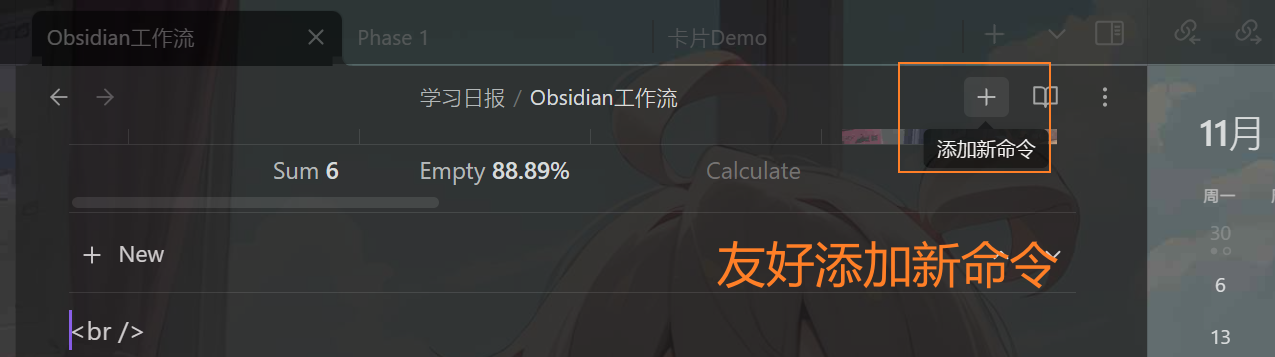 Obsidian工作流
Phase 1
卡片Demo
学习日报 / Obsidian工作流
添加新命令
11月
Sum 6
Empty 88.89%
Calculate
周一
30
New
友好添加新命令
6
<br />
13